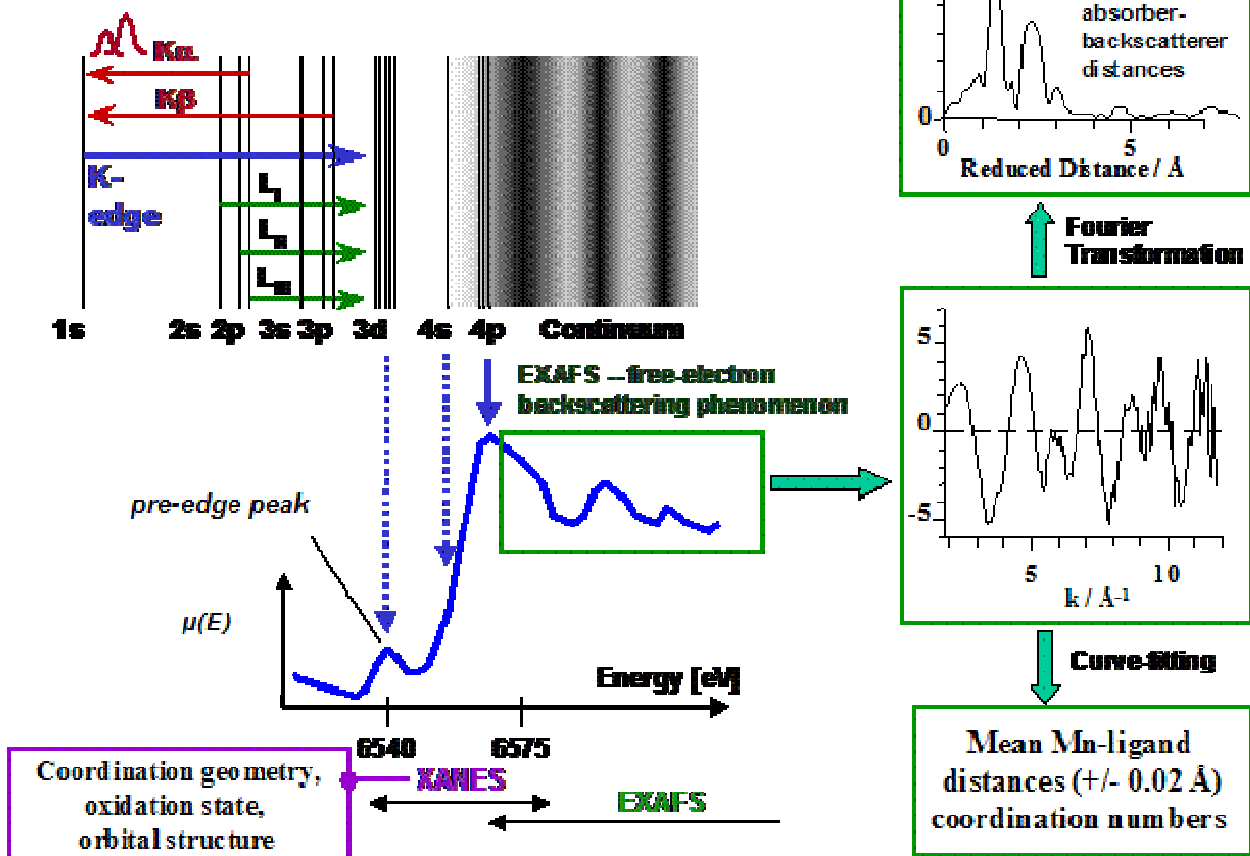 Kα
Kβ
K-
edge
L I
L II
L III
1s 2s 2p 3s 3p 3d 4s 4p Continuum
EXAFS – free-electron
backscattering phenomenon
pre-edge peak
μ(E)
Energy [eV]
6540 6575
XANES
EXAFS
Coordination geometry,
oxidation state,
orbital structure
absorber-
backscatterer
distances
0
0 5
Reduced Distance / Å
Fourier
Transformation
5
0
-5
5 10
k / Å-1
Curve-fitting
Mean Mn-ligand
distances (+/- 0.02 Å)
coordination numbers